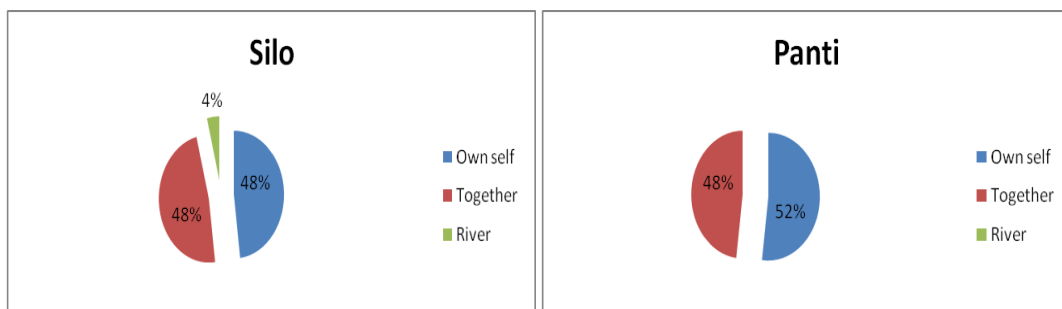 Silo
4%
48%
48%
Own self
Together
River
Panti
48%
52%
Own self
Together
River